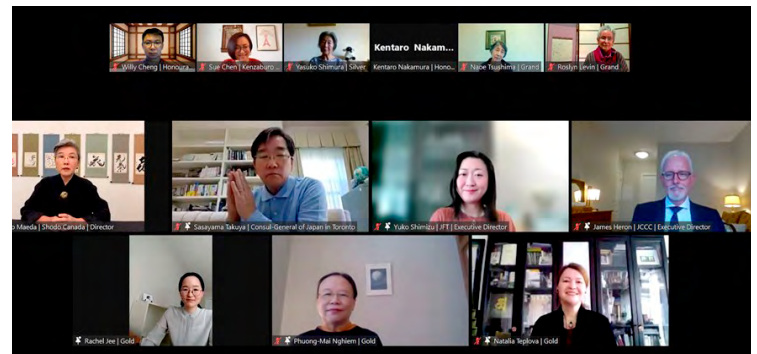 Willy Cheng | Honoura...
Sue Chen | Kenzaburo ...
Yasuko Shimura | Silver
Kentaro Nakam...
Kentaro Nakamura | Hono...
Naoe Tsushima | Grand
Roslyn Levin | Grand
o Maeda | Shodo Canada | Director
Sasayama Takuya | Consul-General of Japan in Toronto
Yuko Shimizu | JFT | Executive Director
James Heron | JCCC | Executive Director
Rachel Jee | Gold
Phuong-Mai Nghiem | Gold
Natalia Teplova | Gold